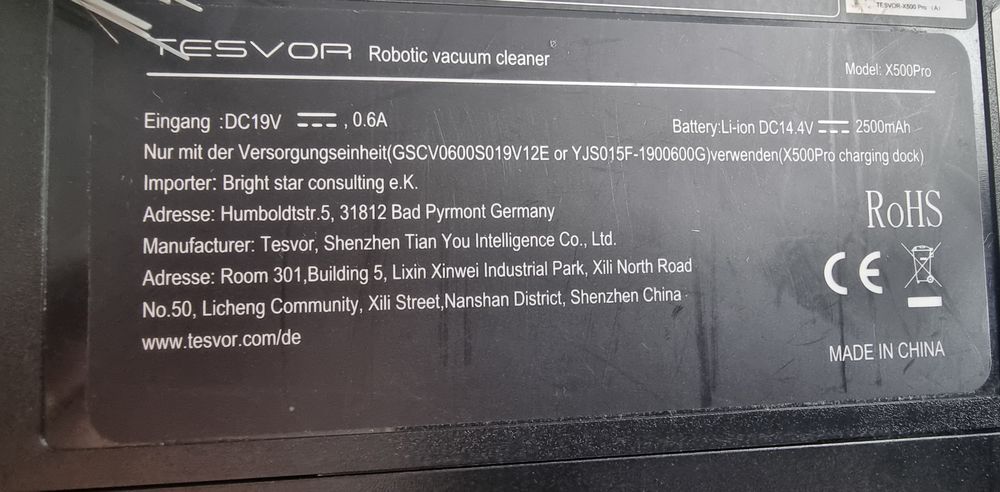 TESVOR-X500 Pro (A)
TESVOR Robotic vacuum cleaner
Model: X500Pro
Eingang :DC19V , 0.6A
Battery:Li-ion DC14.4V 2500mAh
Nur mit der Versorgungseinheit(GSCV0600S019V12E or YJS015F-1900600G)verwenden(X500Pro charging dock)
Importer: Bright star consulting e.K.
Adresse: Humboldtstr.5, 31812 Bad Pyrmont Germany
Manufacturer: Tesvor, Shenzhen Tian You Intelligence Co., Ltd.
Adresse: Room 301,Building 5, Lixin Xinwei Industrial Park, Xili North Road
No.50, Licheng Community, Xili Street,Nanshan District, Shenzhen China
www.tesvor.com/de
RoHS
CE
MADE IN CHINA